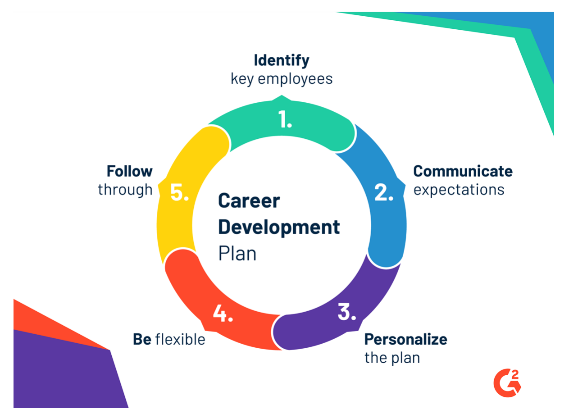 Identify
key employees
1.
Communicate
expectations
2.
Personalize
the plan
3.
Be flexible
4.
Follow
through
5.
Career
Development
Plan
G2